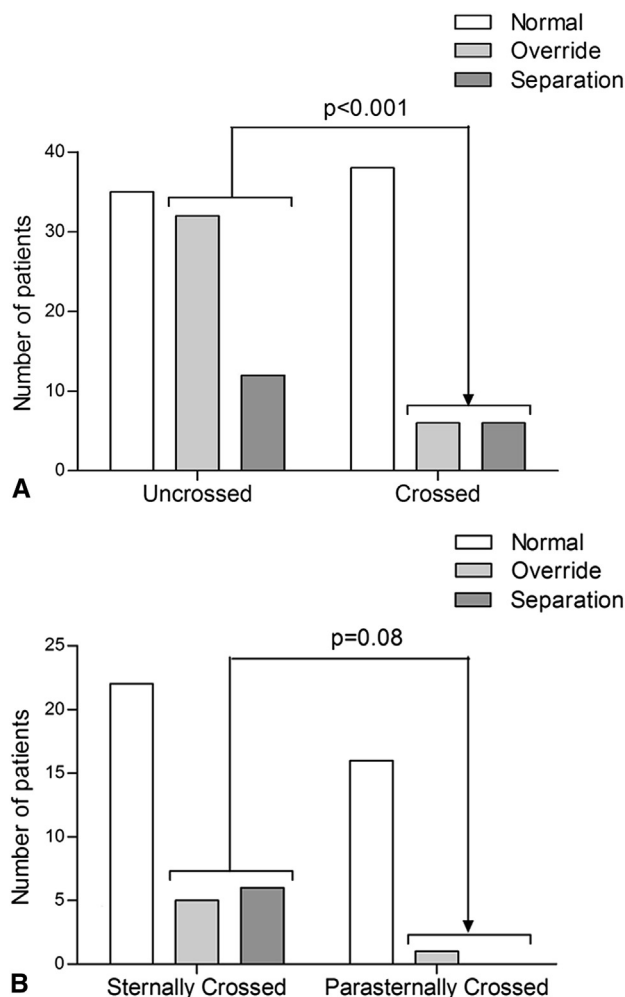 Normal
Override
Separation
p<0.001
Number of patients
40
30
20
10
0
Uncrossed
Crossed
A
Normal
Override
Separation
p=0.08
Number of patients
25
20
15
10
5
0
Sternally Crossed
Parasternally Crossed
B